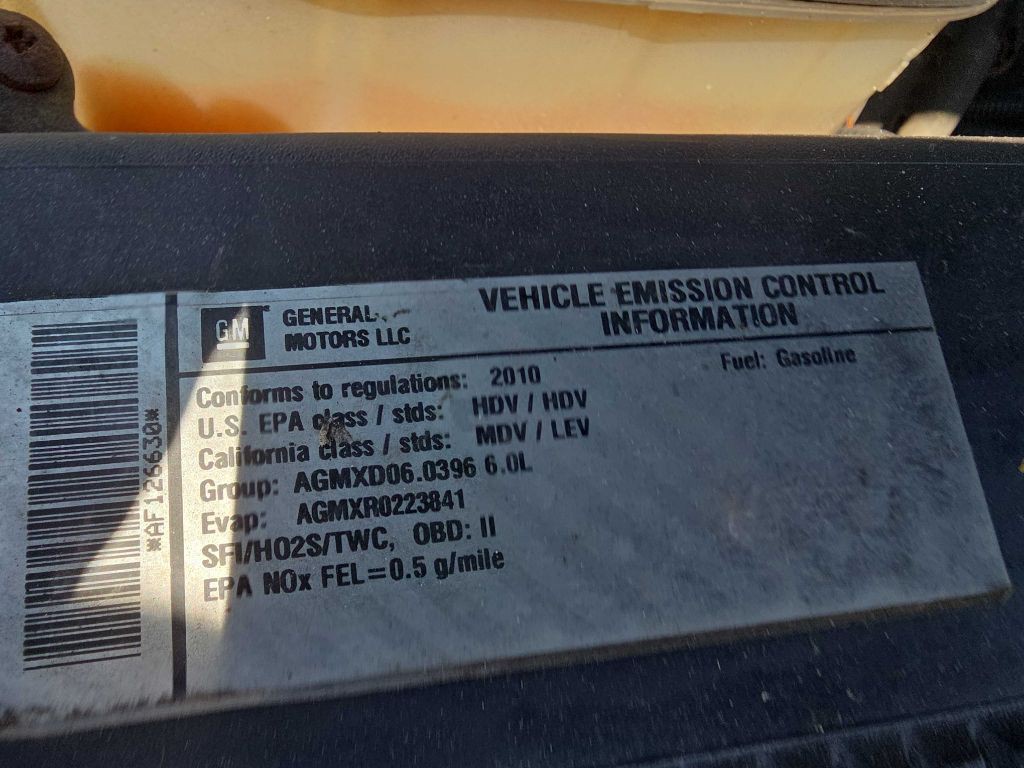 GM
GENERAL
MOTORS LLC
VEHICLE EMISSION CONTROL
INFORMATION
Fuel: Gasoline
Conforms to regulations: 2010
U.S. EPA class / stds: HDV / HDV
California class / stds: MDV / LEV
Group: AGMXD06.0396 6.0L
Evap: AGMXR0223841
SFI/HO2S/TWC, OBD: II
EPA NOx FEL=0.5 g/mile
*AF126630*